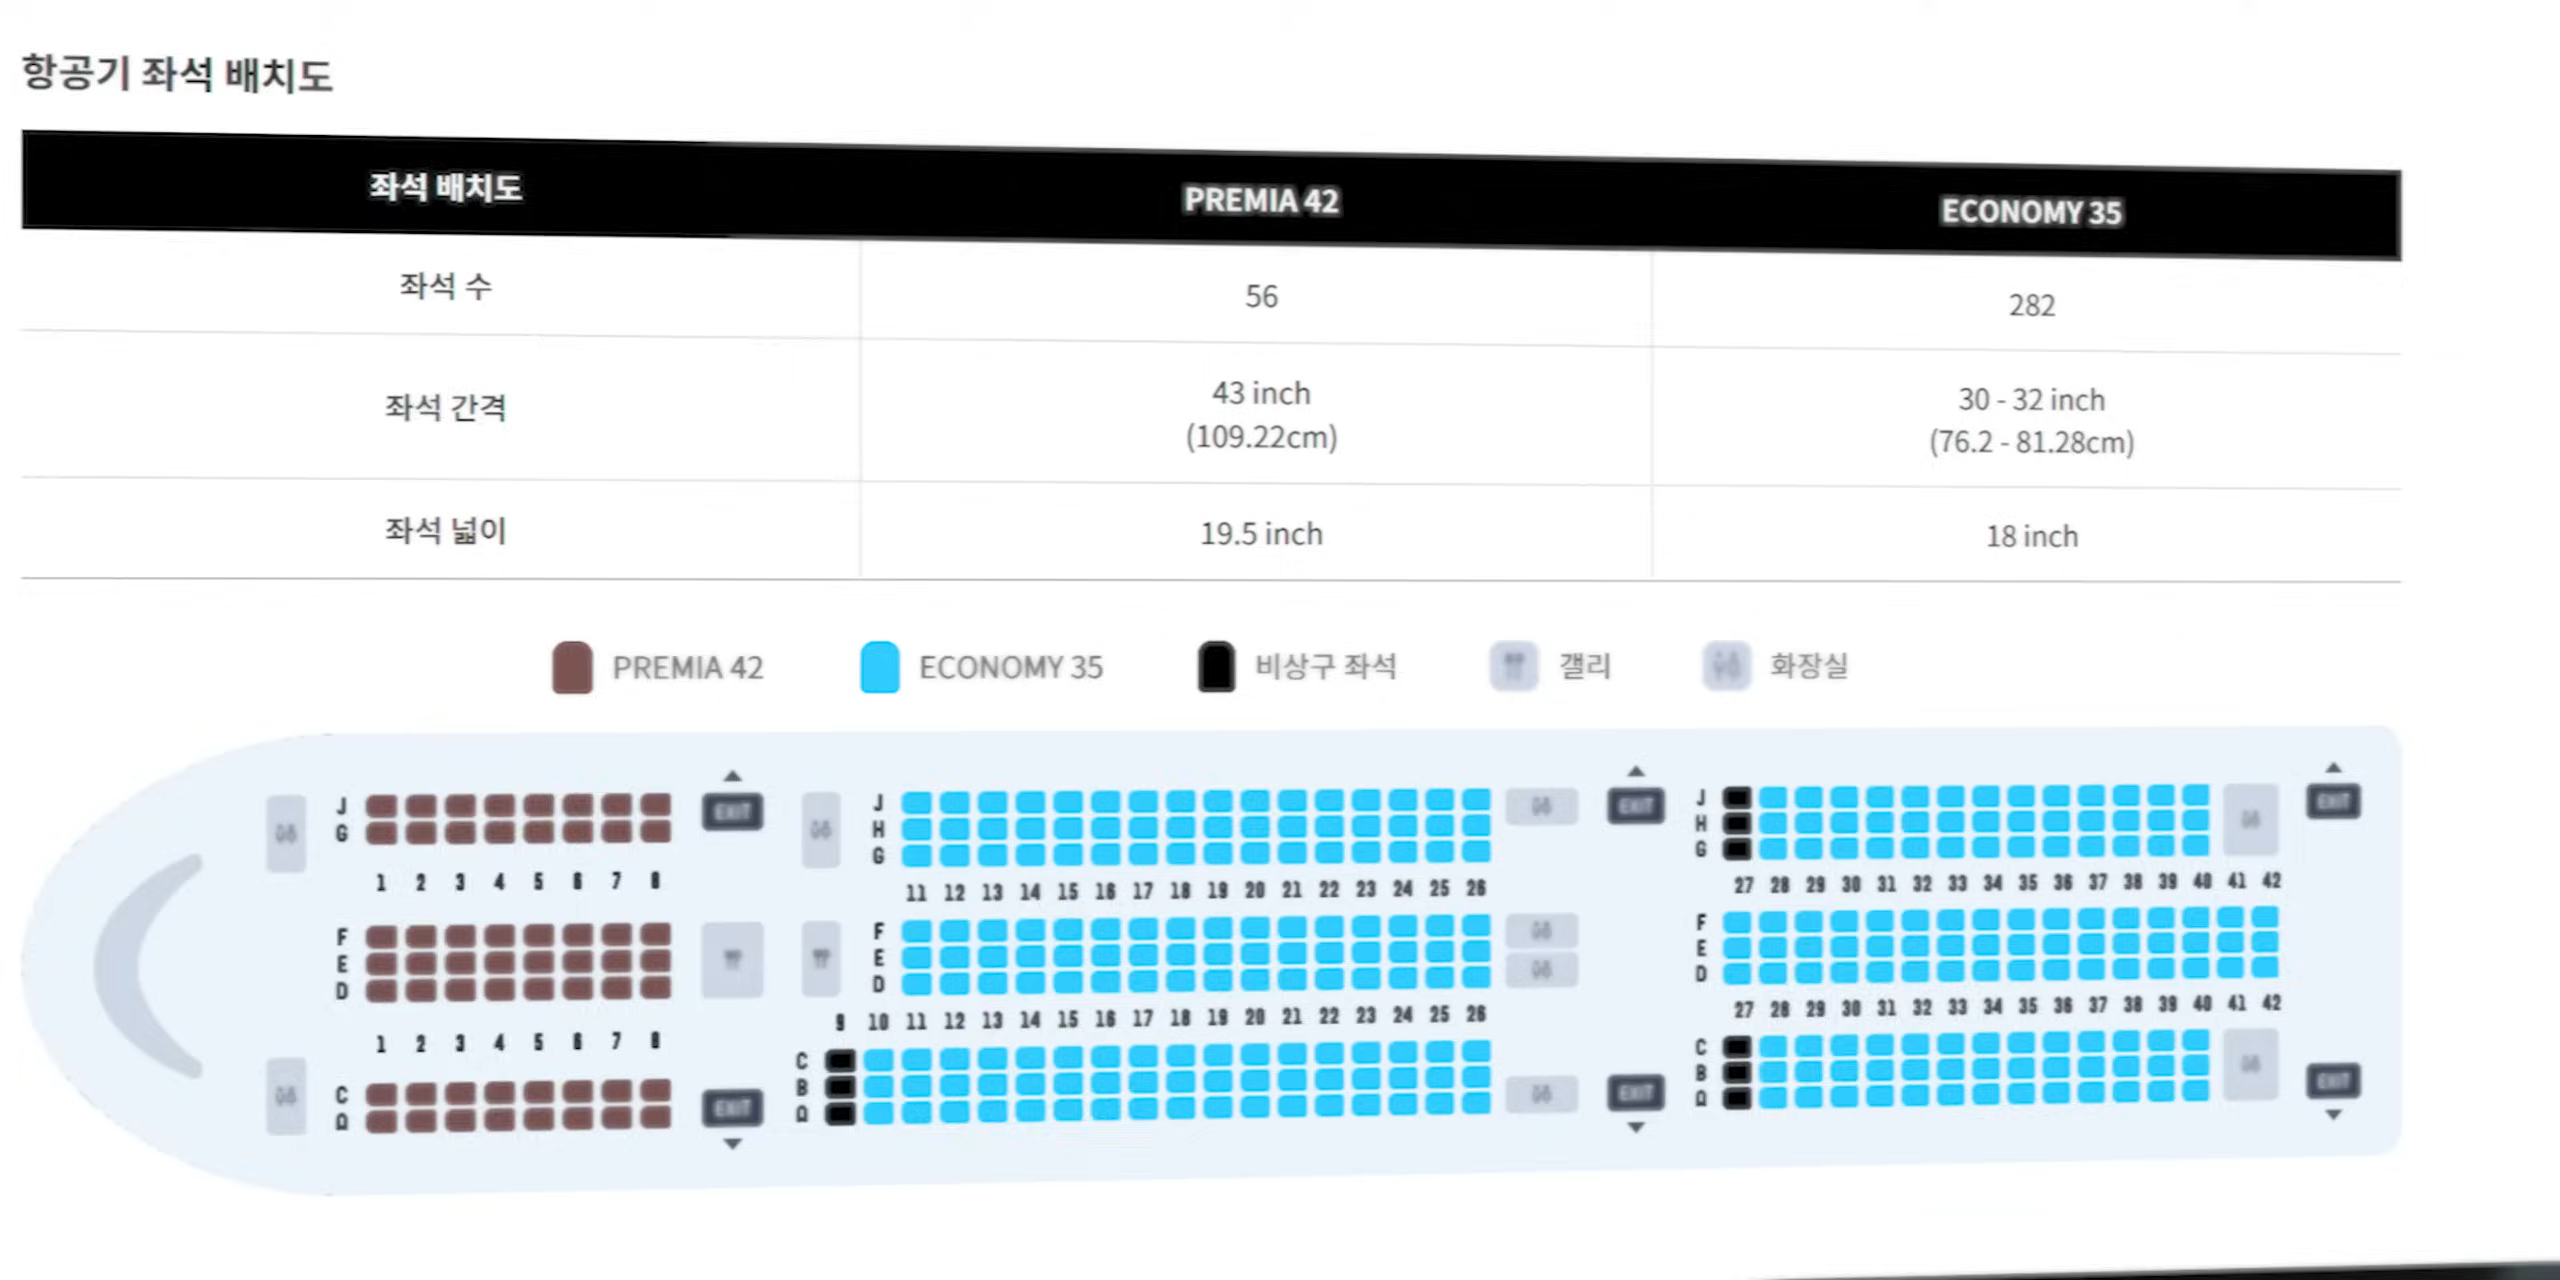 항공기 좌석 배치도
좌석 배치도 PREMIA 42 ECONOMY 35
좌석 수 56 282
좌석 간격 43 inch (109.22cm) 30 - 32 inch (76.2 - 81.28cm)
좌석 넓이 19.5 inch 18 inch
PREMIA 42 ECONOMY 35 비상구 좌석 갤리 화장실
J EXIT J EXIT J EXIT
G H H
G G
1 2 3 4 5 6 7 8 11 12 13 14 15 16 17 18 19 20 21 22 23 24 25 26 27 28 29 30 31 32 33 34 35 36 37 38 39 40 41 42
F F F
E E E
D D D
1 2 3 4 5 6 7 8 9 10 11 12 13 14 15 16 17 18 19 20 21 22 23 24 25 26 27 28 29 30 31 32 33 34 35 36 37 38 39 40 41 42
C C C
A EXIT B EXIT B EXIT
A A